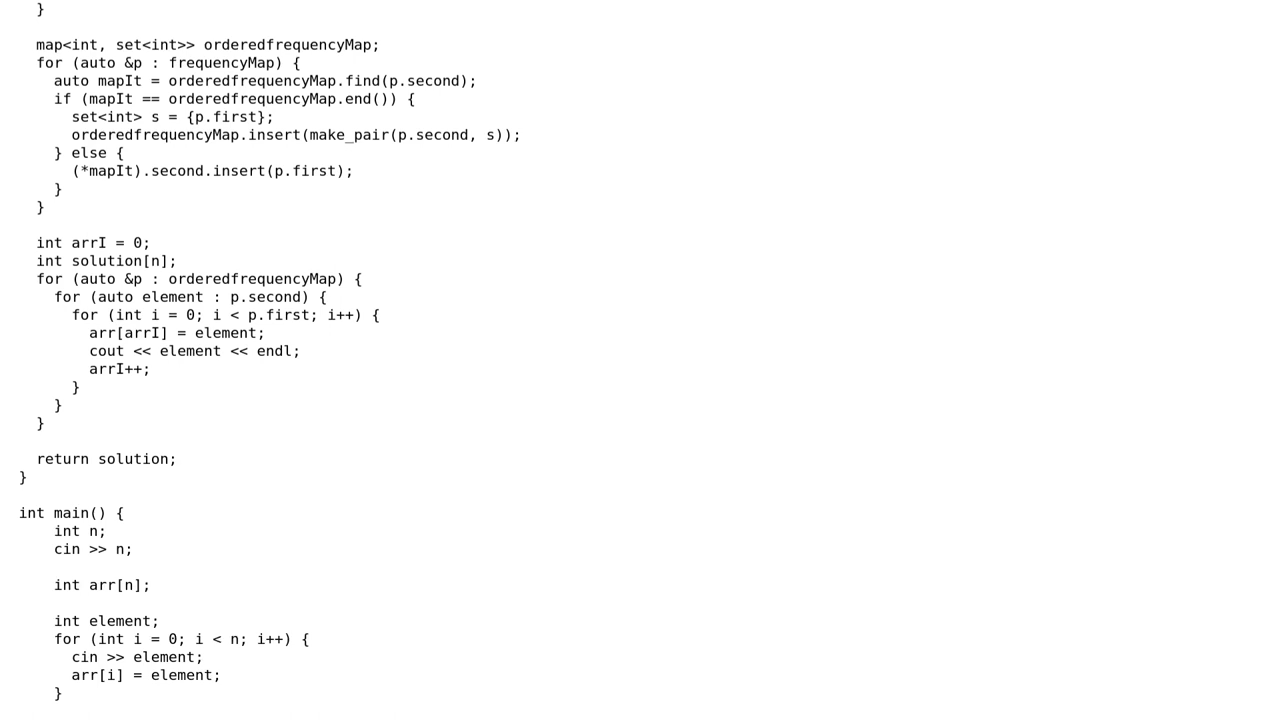 }
map<int, set<int>> orderedfrequencyMap;
for (auto &p : frequencyMap) {
auto mapIt = orderedfrequencyMap.find(p.second);
if (mapIt == orderedfrequencyMap.end()) {
set<int> s = {p.first};
orderedfrequencyMap.insert(make_pair(p.second, s));
} else {
(*mapIt).second.insert(p.first);
}
}
int arrI = 0;
int solution[n];
for (auto &p : orderedfrequencyMap) {
for (auto element : p.second) {
for (int i = 0; i < p.first; i++) {
arr[arrI] = element;
cout << element << endl;
arrI++;
}
}
}
return solution;
}
int main() {
int n;
cin >> n;
int arr[n];
int element;
for (int i = 0; i < n; i++) {
cin >> element;
arr[i] = element;
}